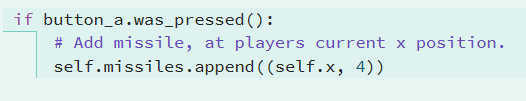 if button_a.was_pressed():
    # Add missile, at players current x position.
    self.missiles.append((self.x, 4))